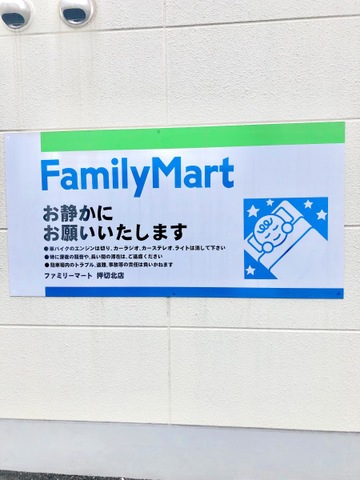 FamilyMart
お静かに
お願いいたします
●車バイクのエンジンは切り、カーラジオ、カーステレオ、ライトは消して下さい
●特に深夜の騒音や、長い間の滞在は、ご遠慮ください
●駐車場内のトラブル、盗難、事故等の責任は負いかねます
ファミリーマート 押切北店